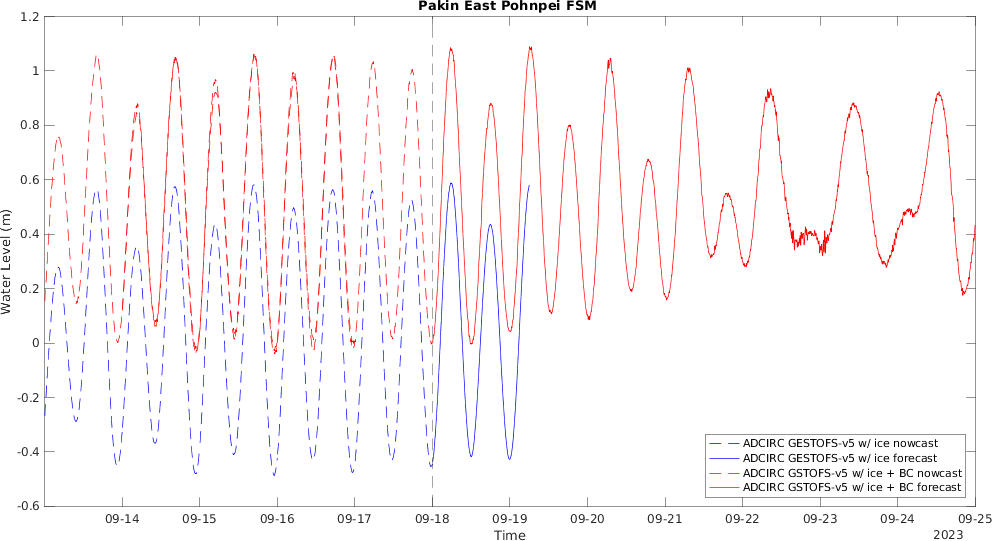 Pakin East Pohnpei FSM
1.2
1
0.8
0.6
0.4
0.2
0
-0.2
-0.4
-0.6
Water Level (m)
ADCIRC GESTOFS-v5 w/ ice nowcast
ADCIRC GESTOFS-v5 w/ ice forecast
ADCIRC GSTOFS-v5 w/ ice + BC nowcast
ADCIRC GSTOFS-v5 w/ ice + BC forecast
09-14 09-15 09-16 09-17 09-18 09-19 09-20 09-21 09-22 09-23 09-24 09-25
Time
2023